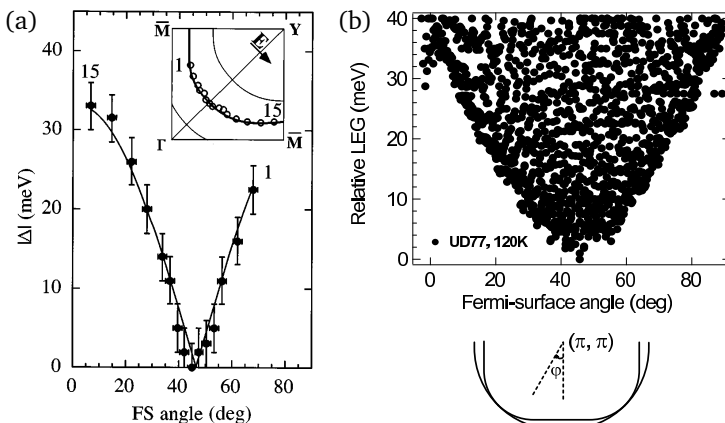 (a)
40
30
20
10
0
|Δ| (meV)
0 20 40 60 80
FS angle (deg)
15
1
M̅ Y
E
1
15
Γ M̅
(b)
40
30
20
10
0
Relative LEG (meV)
UD77, 120K
0 20 40 60 80
Fermi-surface angle (deg)
(π, π)
φ